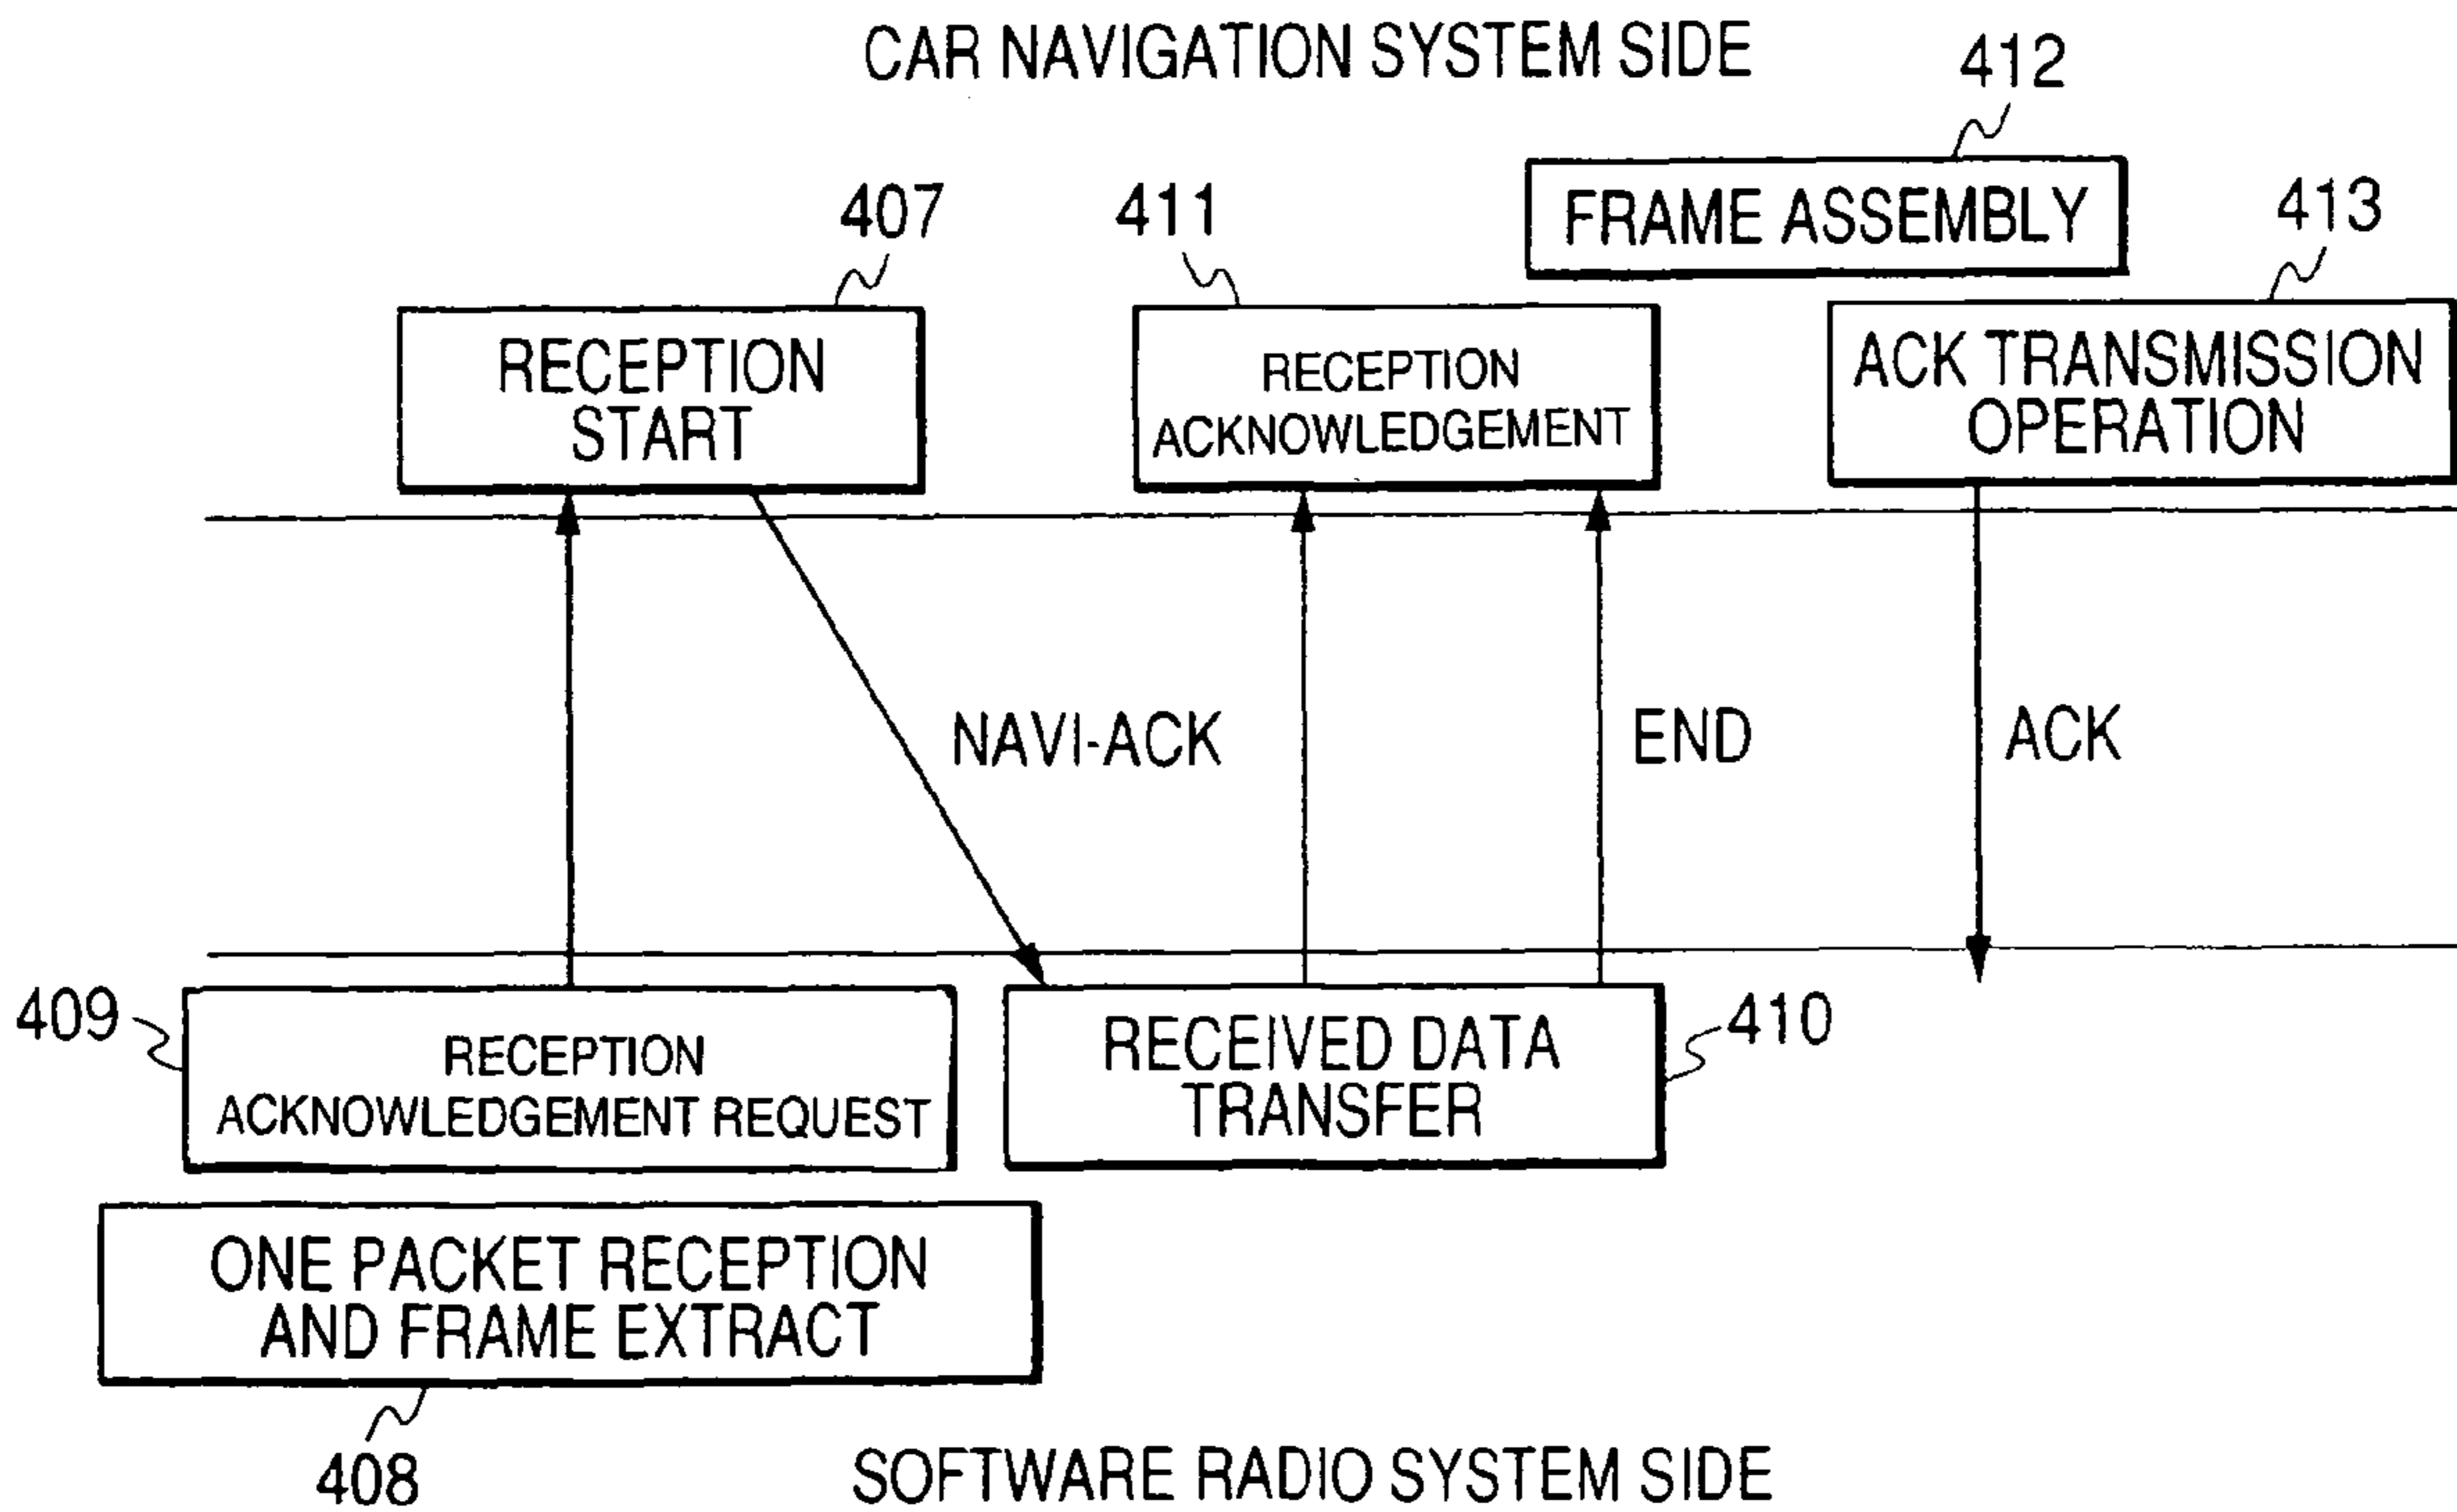 CAR NAVIGATION SYSTEM SIDE
412
FRAME ASSEMBLY
407
411
413
RECEPTION
START
RECEPTION
ACKNOWLEDGEMENT
ACK TRANSMISSION
OPERATION
NAVI-ACK
END
ACK
409
RECEPTION
ACKNOWLEDGEMENT REQUEST
RECEIVED DATA
TRANSFER
410
ONE PACKET RECEPTION
AND FRAME EXTRACT
408
SOFTWARE RADIO SYSTEM SIDE